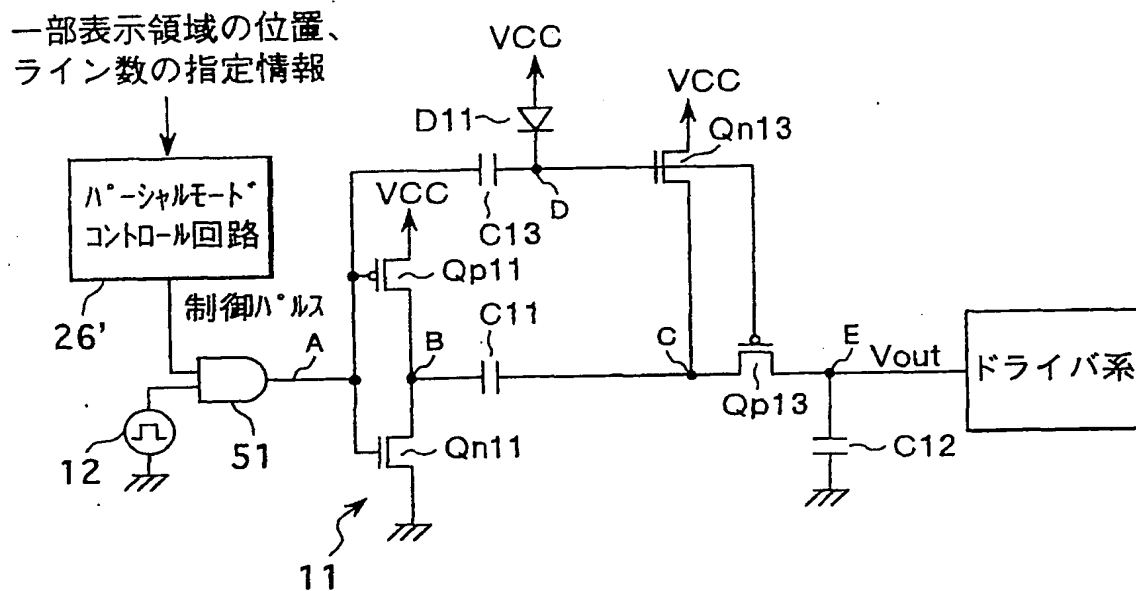 一部表示領域の位置、
ライン数の指定情報
VCC
VCC
D11
Qn13
パーシャルモード
コントロール回路
VCC
D
C13
Qp11
26'
制御パルス
C11
A
B
C
E
Vout
ドライバ系
Qp13
12
51
Qn11
C12
11